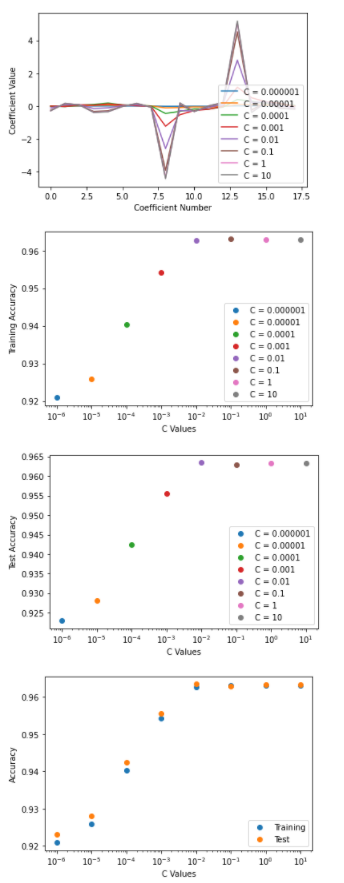 4
2
0
−2
−4
Coefficient Value
C = 0.000001
C = 0.00001
C = 0.0001
C = 0.001
C = 0.01
C = 0.1
C = 1
C = 10
0.0 2.5 5.0 7.5 10.0 12.5 15.0 17.5
Coefficient Number
0.96
0.95
0.94
0.93
0.92
Training Accuracy
C = 0.000001
C = 0.00001
C = 0.0001
C = 0.001
C = 0.01
C = 0.1
C = 1
C = 10
10⁻⁶ 10⁻⁵ 10⁻⁴ 10⁻³ 10⁻² 10⁻¹ 10⁰ 10¹
C Values
0.965
0.960
0.955
0.950
0.945
0.940
0.935
0.930
0.925
Test Accuracy
C = 0.000001
C = 0.00001
C = 0.0001
C = 0.001
C = 0.01
C = 0.1
C = 1
C = 10
10⁻⁶ 10⁻⁵ 10⁻⁴ 10⁻³ 10⁻² 10⁻¹ 10⁰ 10¹
C Values
0.96
0.95
0.94
0.93
0.92
Accuracy
Training
Test
10⁻⁶ 10⁻⁵ 10⁻⁴ 10⁻³ 10⁻² 10⁻¹ 10⁰ 10¹
C Values